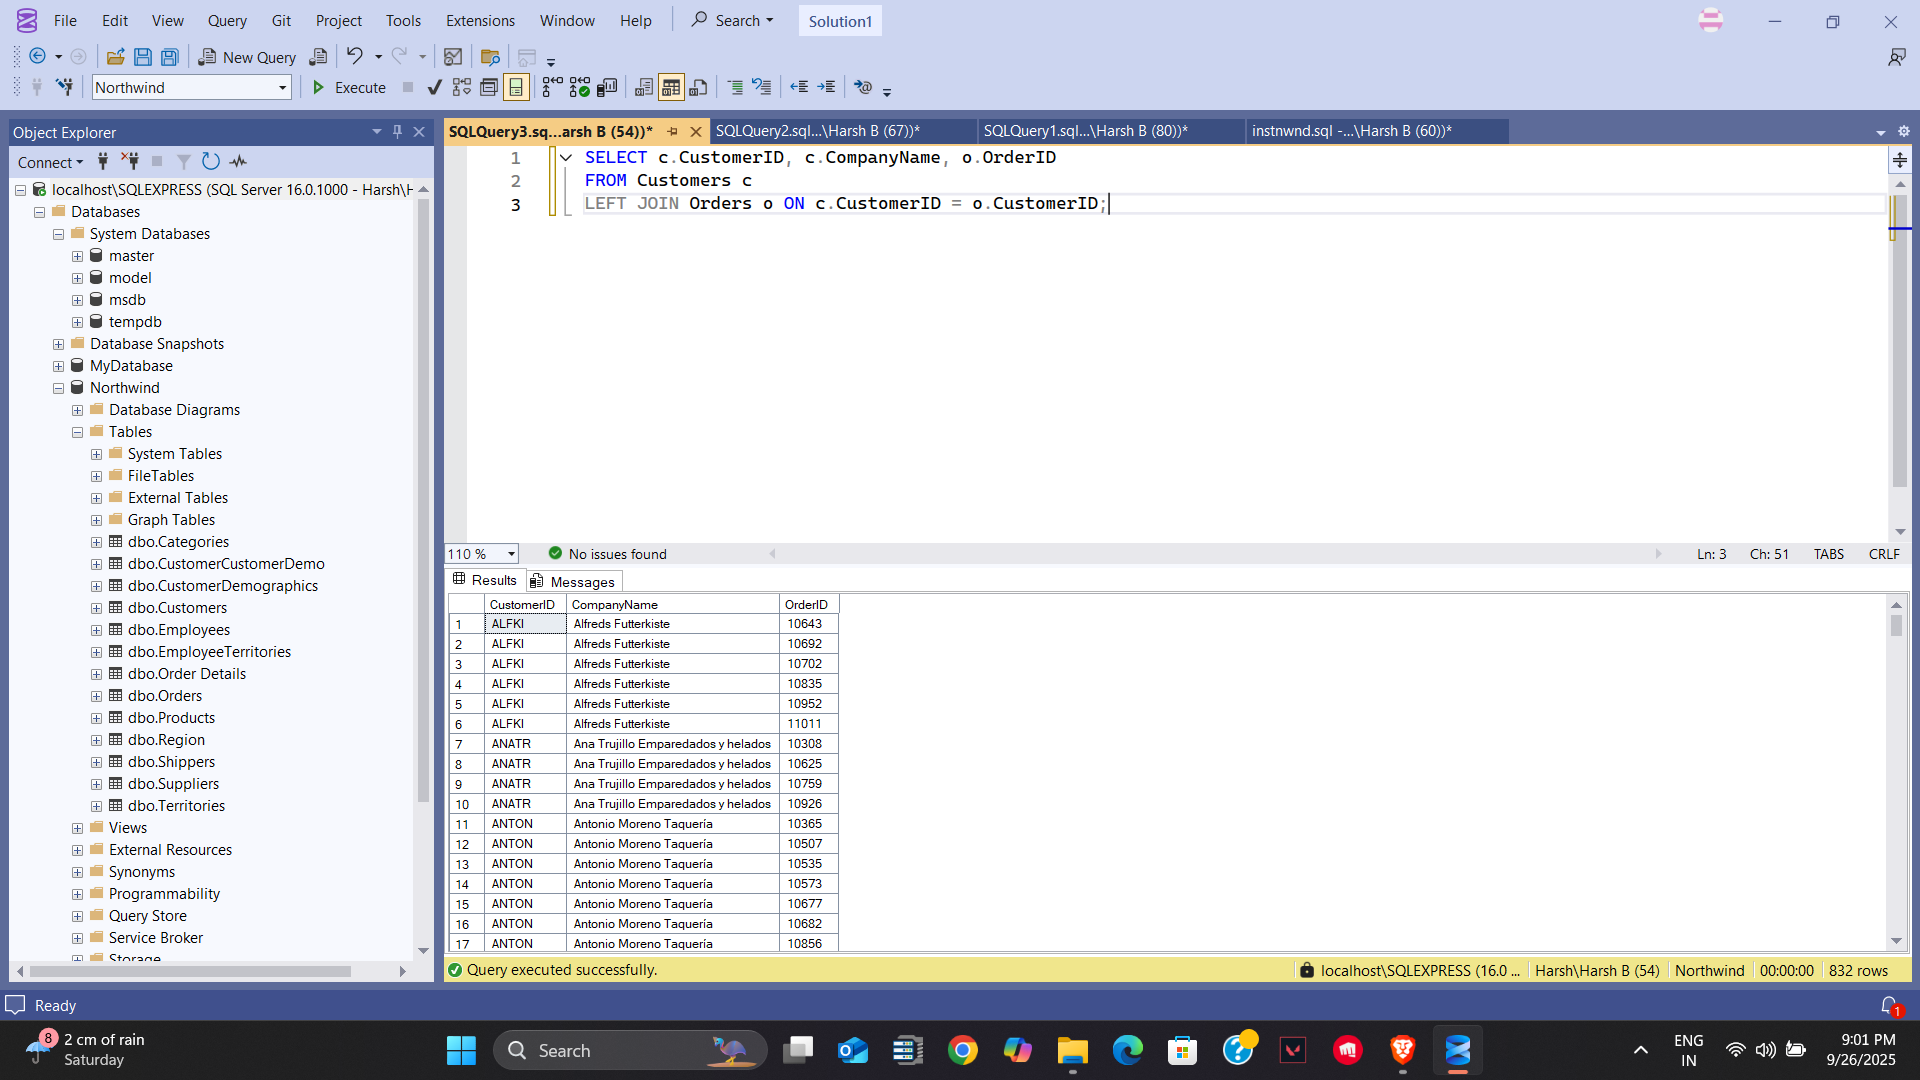 File Edit View Query Git Project Tools Extensions Window Help Search Solution1
New Query
Northwind Execute
Object Explorer
Connect
localhost\SQLEXPRESS (SQL Server 16.0.1000 - Harsh\H
Databases
System Databases
master
model
msdb
tempdb
Database Snapshots
MyDatabase
Northwind
Database Diagrams
Tables
System Tables
FileTables
External Tables
Graph Tables
dbo.Categories
dbo.CustomerCustomerDemo
dbo.CustomerDemographics
dbo.Customers
dbo.Employees
dbo.EmployeeTerritories
dbo.Order Details
dbo.Orders
dbo.Products
dbo.Region
dbo.Shippers
dbo.Suppliers
dbo.Territories
Views
External Resources
Synonyms
Programmability
Query Store
Service Broker
Storage
SQLQuery3.sq...arsh B (54))* SQLQuery2.sql...\Harsh B (67))* SQLQuery1.sql...\Harsh B (80))* instnwnd.sql -...\Harsh B (60))*
1 SELECT c.CustomerID, c.CompanyName, o.OrderID
2 FROM Customers c
3 LEFT JOIN Orders o ON c.CustomerID = o.CustomerID;
110 % No issues found Ln: 3 Ch: 51 TABS CRLF
Results Messages
CustomerID CompanyName OrderID
1 ALFKI Alfreds Futterkiste 10643
2 ALFKI Alfreds Futterkiste 10692
3 ALFKI Alfreds Futterkiste 10702
4 ALFKI Alfreds Futterkiste 10835
5 ALFKI Alfreds Futterkiste 10952
6 ALFKI Alfreds Futterkiste 11011
7 ANATR Ana Trujillo Emparedados y helados 10308
8 ANATR Ana Trujillo Emparedados y helados 10625
9 ANATR Ana Trujillo Emparedados y helados 10759
10 ANATR Ana Trujillo Emparedados y helados 10926
11 ANTON Antonio Moreno Taquería 10365
12 ANTON Antonio Moreno Taquería 10507
13 ANTON Antonio Moreno Taquería 10535
14 ANTON Antonio Moreno Taquería 10573
15 ANTON Antonio Moreno Taquería 10677
16 ANTON Antonio Moreno Taquería 10682
17 ANTON Antonio Moreno Taquería 10856
Query executed successfully. localhost\SQLEXPRESS (16.0 ... Harsh\Harsh B (54) Northwind 00:00:00 832 rows
Ready 1
8 2 cm of rain
Saturday
Search
ENG
IN
9:01 PM
9/26/2025